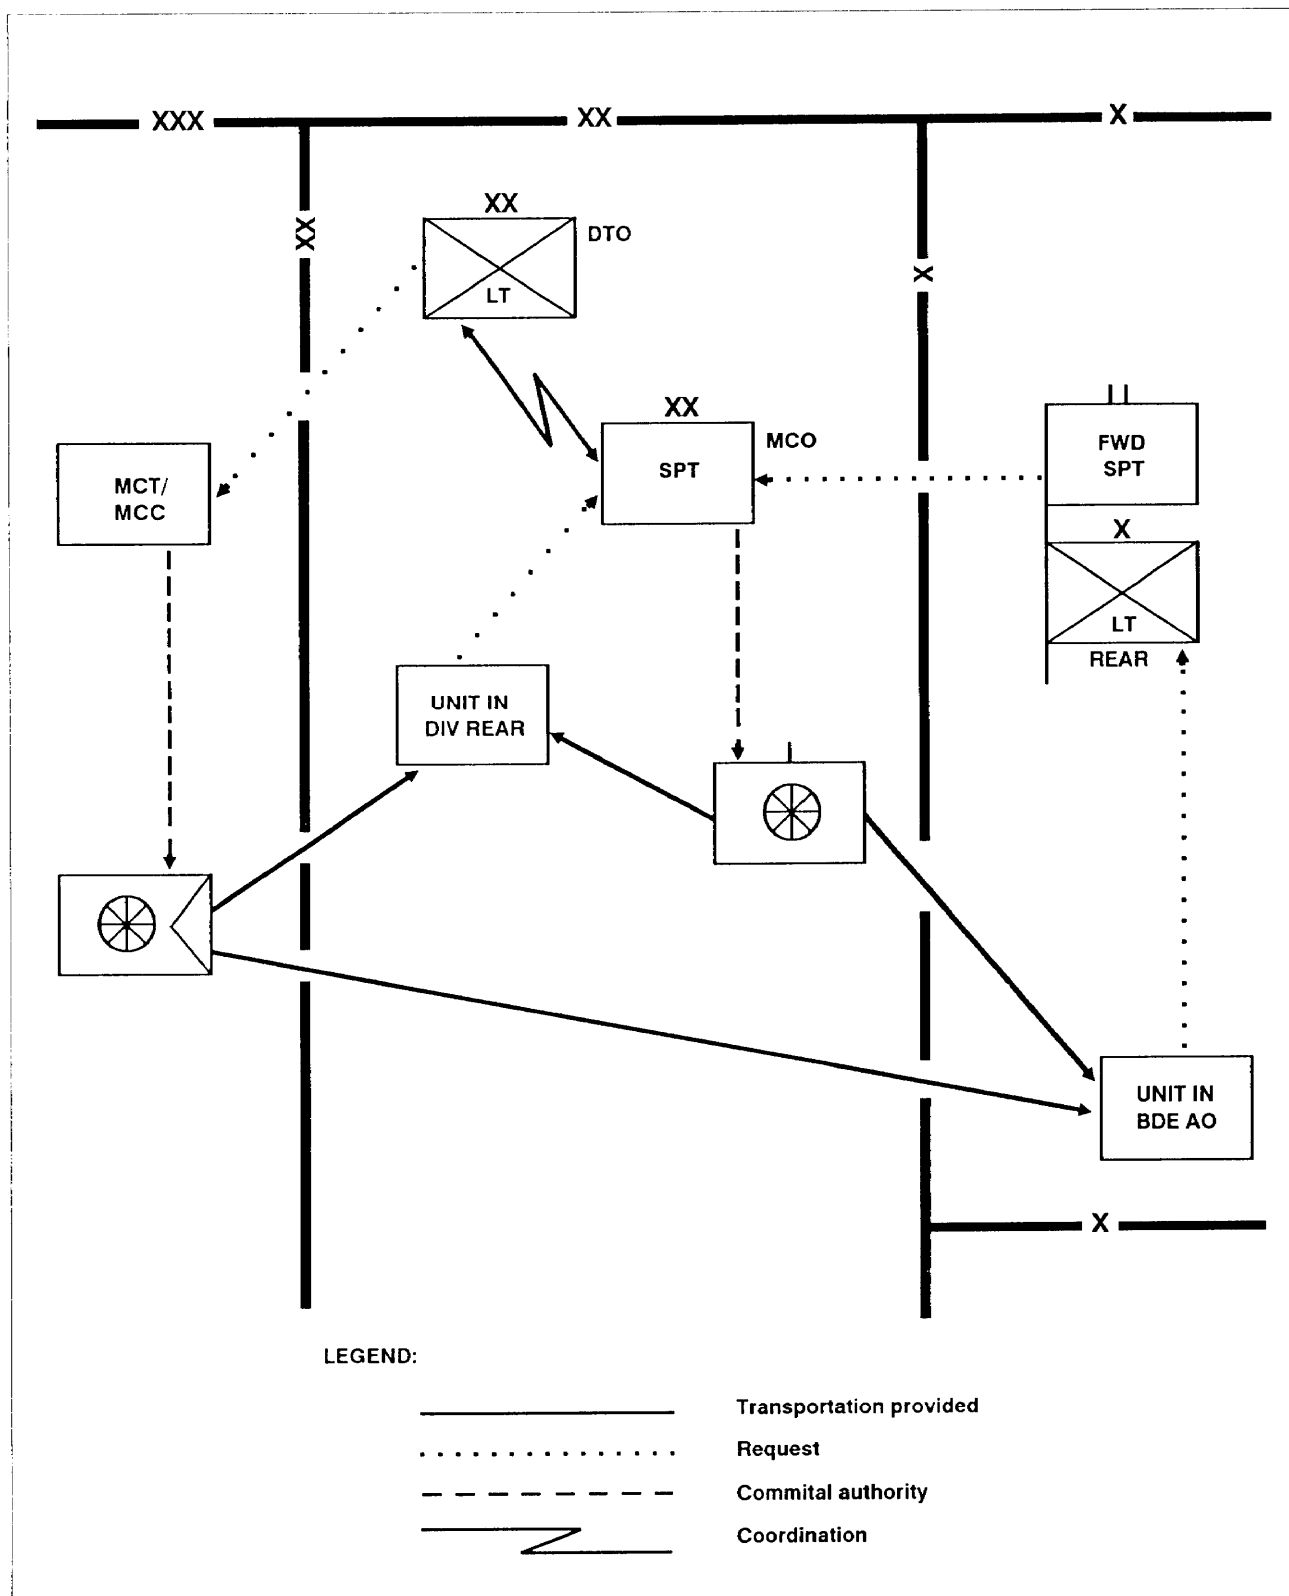 XXX
XX
X
XX
XX
DTO
LT
X
XX
MCO
SPT
FWD
SPT
MCT/
MCC
X
LT
REAR
UNIT IN
DIV REAR
UNIT IN
BDE AO
X
LEGEND:
Transportation provided
Request
Commital authority
Coordination